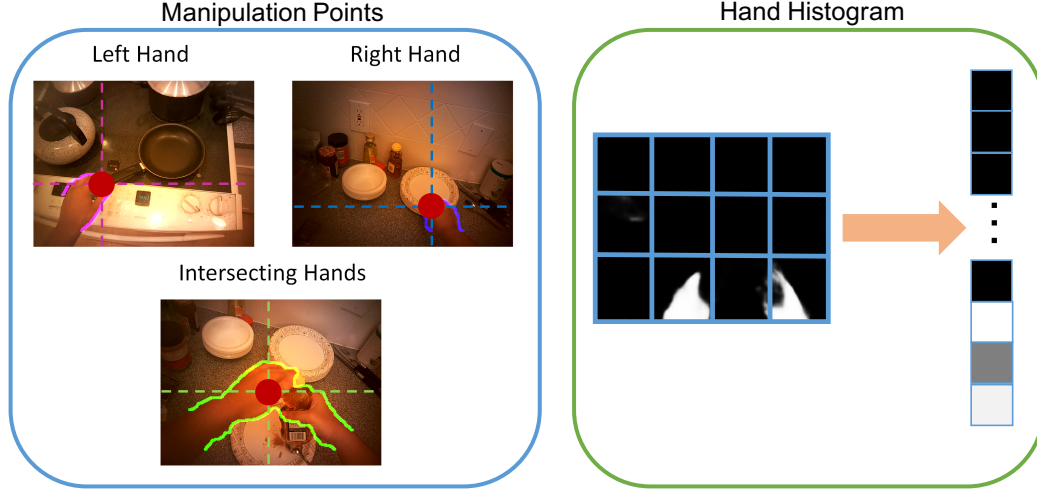 Manipulation Points
Hand Histogram
Left Hand
Right Hand
Intersecting Hands